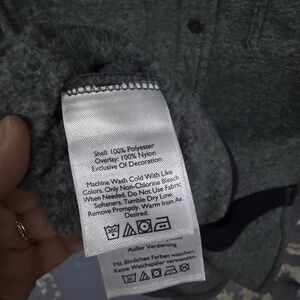 Shell: 100% Polyester
Overlay: 100% Nylon
Exclusive Of Decoration
Machine Wash Cold With Like
Colors. Only Non-Chlorine Bleach
When Needed. Do Not Use Fabric
Softeners. Tumble Dry Low.
Remove Promptly. Warm Iron As
Desired.
Außer Verzierung
Mit ähnlichen Farben waschen.
Keine Weichspüler verwenden.